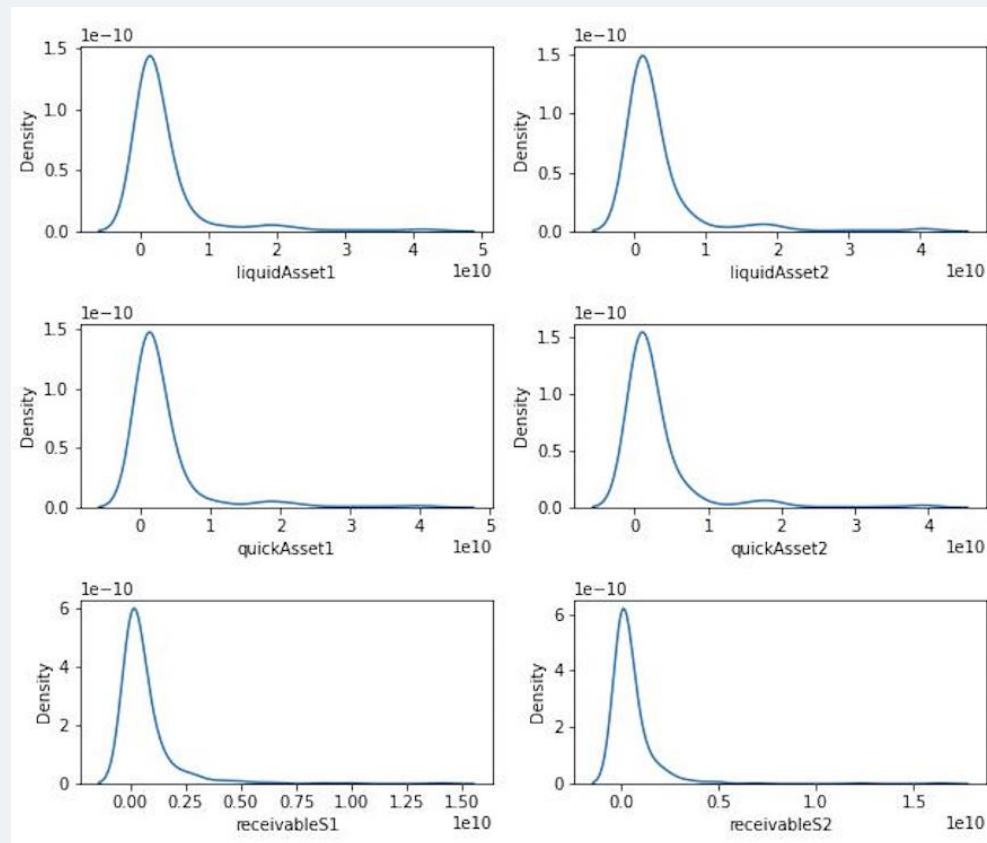 1e−10 1e−10
1.5 1.5
1.0 1.0
Density Density
0.5 0.5
0.0 0.0
0 1 2 3 4 5 0 1 2 3 4
liquidAsset1 1e10 liquidAsset2 1e10
1e−10 1e−10
1.5 1.5
1.0 1.0
Density Density
0.5 0.5
0.0 0.0
0 1 2 3 4 5 0 1 2 3 4
quickAsset1 1e10 quickAsset2 1e10
1e−10 1e−10
6 6
4 4
Density Density
2 2
0 0
0.00 0.25 0.50 0.75 1.00 1.25 1.50 0.0 0.5 1.0 1.5
receivableS1 1e10 receivableS2 1e10